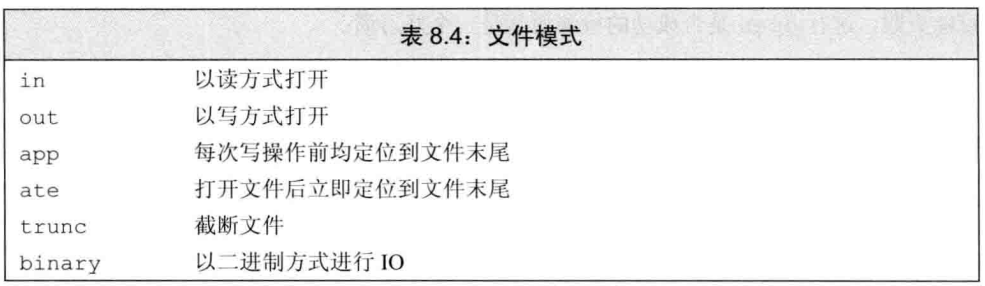 表 8.4：文件模式
in 以读方式打开
out 以写方式打开
app 每次写操作前均定位到文件末尾
ate 打开文件后立即定位到文件末尾
trunc 截断文件
binary 以二进制方式进行 IO